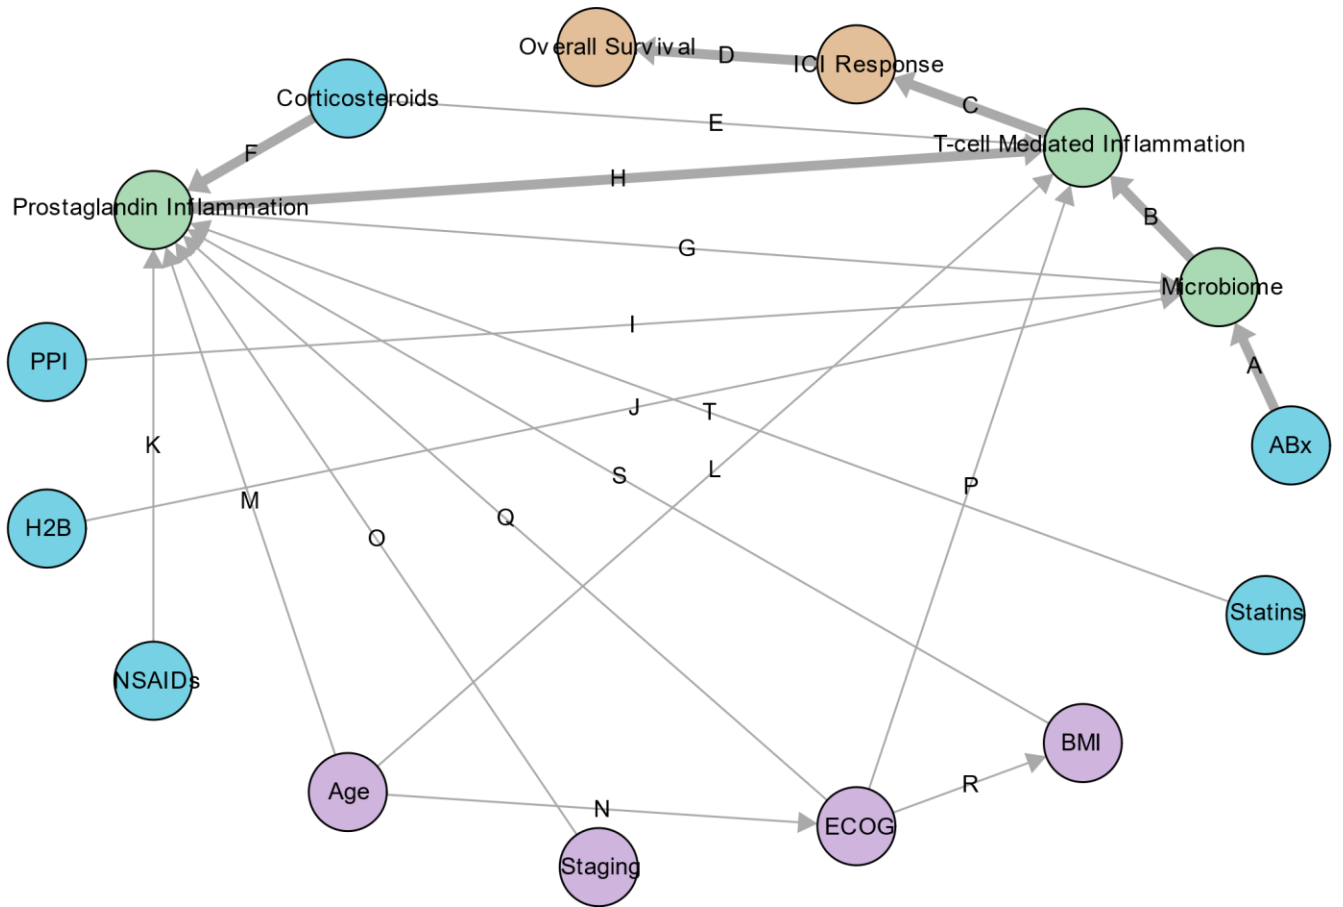 Overall Survival
D
ICI Response
Corticosteroids
C
E
T-cell Mediated Inflammation
F
H
Prostaglandin Inflammation
B
G
Microbiome
I
PPI
A
J
T
K
ABx
L
S
P
M
Q
H2B
O
Statins
NSAIDs
BMI
R
Age
N
ECOG
Staging